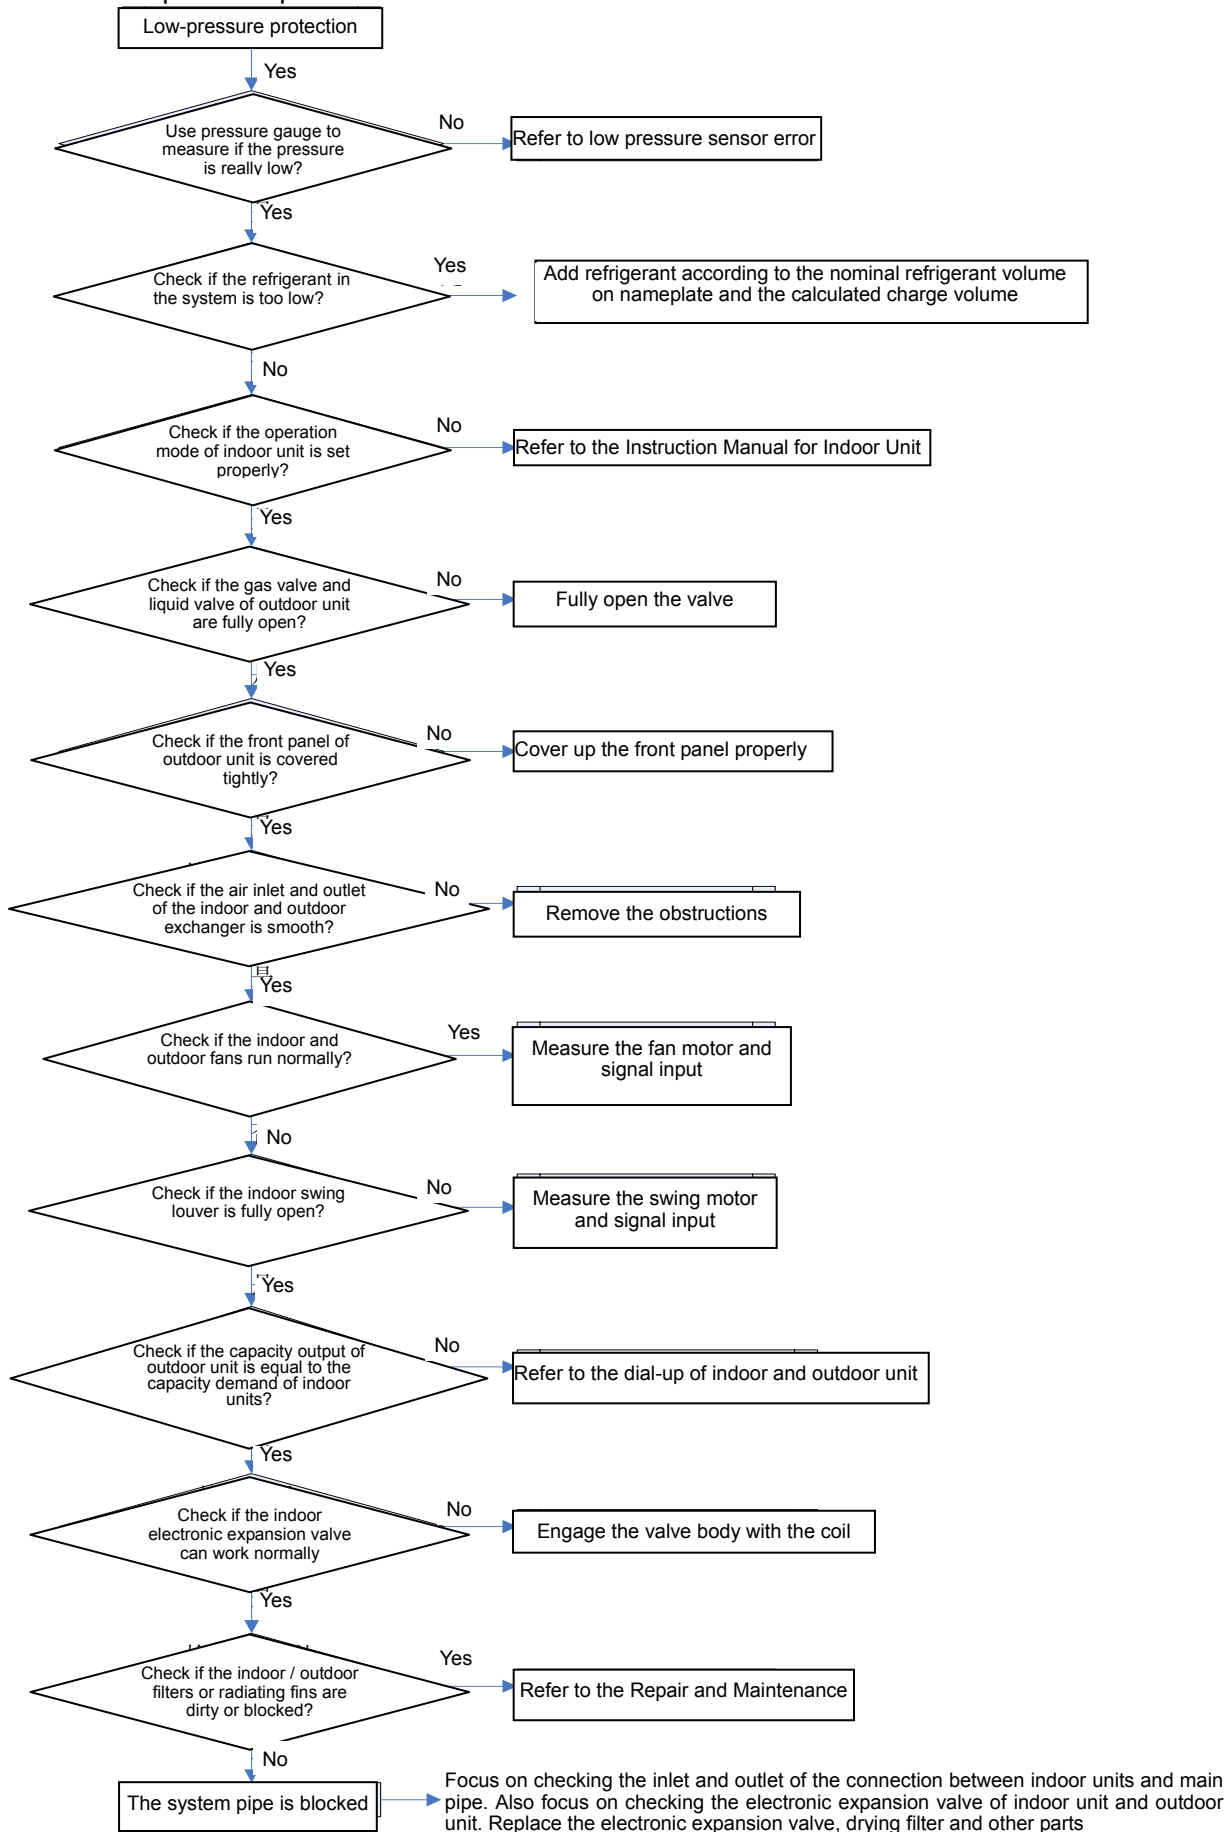 Low-pressure protection
Yes
Use pressure gauge to
measure if the pressure
is really low?
No
Refer to low pressure sensor error
Yes
Check if the refrigerant in
the system is too low?
Yes
Add refrigerant according to the nominal refrigerant volume
on nameplate and the calculated charge volume
No
Check if the operation
mode of indoor unit is set
properly?
No
Refer to the Instruction Manual for Indoor Unit
Yes
Check if the gas valve and
liquid valve of outdoor unit
are fully open?
No
Fully open the valve
Yes
Check if the front panel of
outdoor unit is covered
tightly?
No
Cover up the front panel properly
Yes
Check if the air inlet and outlet
of the indoor and outdoor
exchanger is smooth?
No
Remove the obstructions
Yes
Check if the indoor and
outdoor fans run normally?
Yes
Measure the fan motor and
signal input
No
Check if the indoor swing
louver is fully open?
No
Measure the swing motor
and signal input
Yes
Check if the capacity output of
outdoor unit is equal to the
capacity demand of indoor
units?
No
Refer to the dial-up of indoor and outdoor unit
Yes
Check if the indoor
electronic expansion valve
can work normally
No
Engage the valve body with the coil
Yes
Check if the indoor / outdoor
filters or radiating fins are
dirty or blocked?
Yes
Refer to the Repair and Maintenance
No
The system pipe is blocked
Focus on checking the inlet and outlet of the connection between indoor units and main
pipe. Also focus on checking the electronic expansion valve of indoor unit and outdoor
unit. Replace the electronic expansion valve, drying filter and other parts